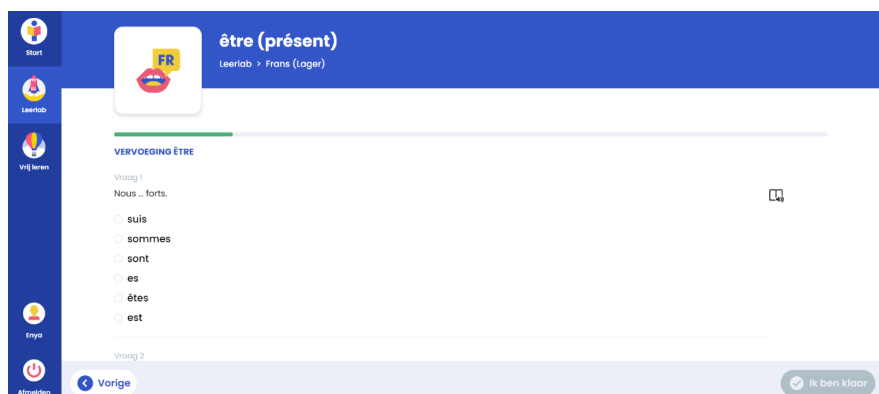 Start
Leerlab
Vrij leren
Enya
Afmelden
FR
être (présent)
Leerlab > Frans (Lager)
VERVOEGING ÊTRE
Vraag 1
Nous ... forts.
suis
sommes
sont
es
êtes
est
Vraag 2
Vorige
Ik ben klaar